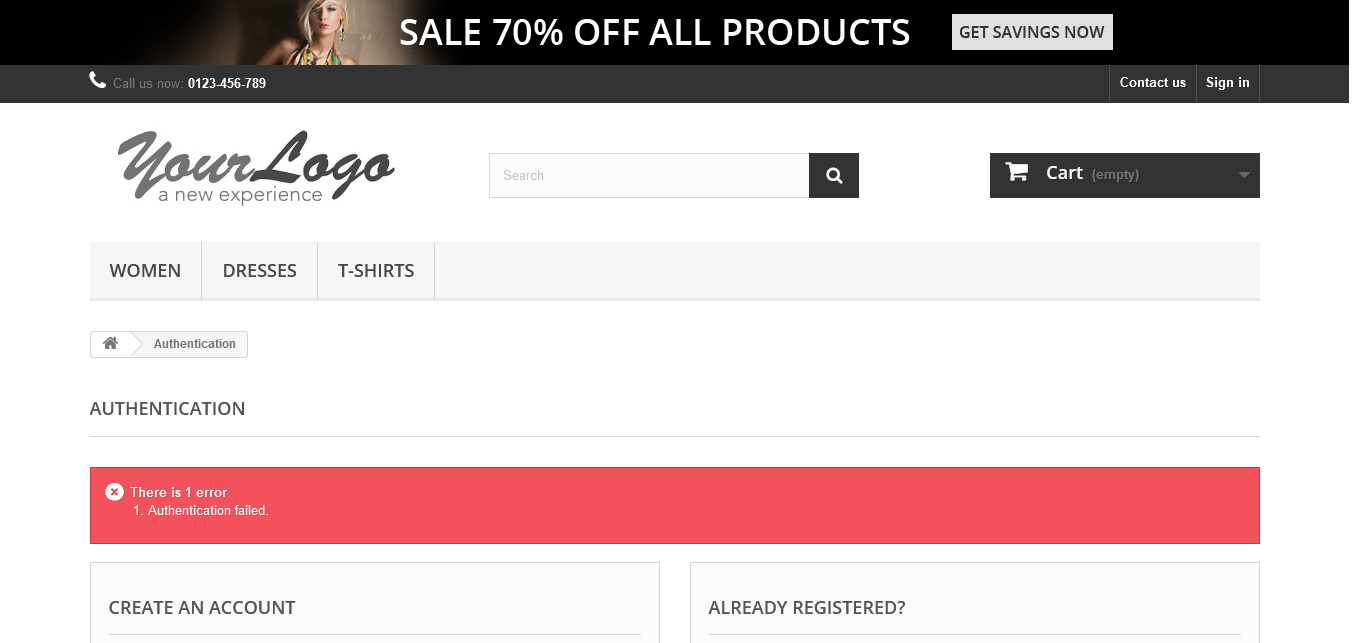 SALE 70% OFF ALL PRODUCTS GET SAVINGS NOW
Call us now: 0123-456-789 Contact us Sign in
YourLogo
a new experience
Search
Cart (empty)
WOMEN DRESSES T-SHIRTS
Authentication
AUTHENTICATION
There is 1 error
1. Authentication failed.
CREATE AN ACCOUNT
ALREADY REGISTERED?